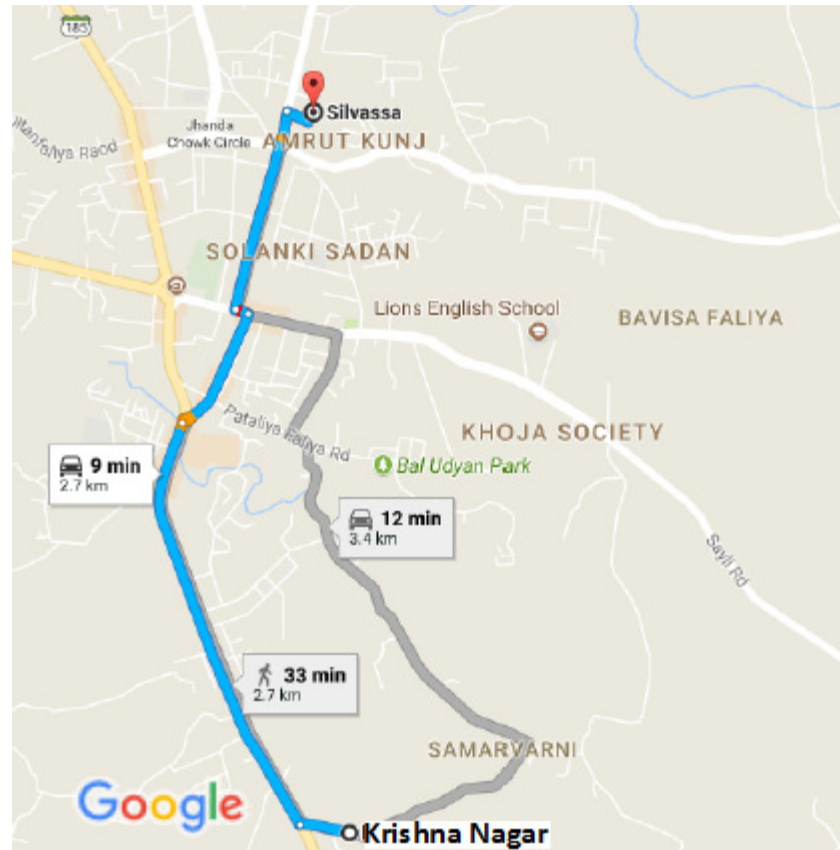 185
Silvassa
Jhanda
Chowk Circle
AMRUT KUNJ
itanfaliya Raod
SOLANKI SADAN
Lions English School
BAVISA FALIYA
Pataliya Faliya Rd
KHOJA SOCIETY
Bal Udyan Park
9 min
2.7 km
12 min
3.4 km
Sayli Rd
33 min
2.7 km
SAMARVARNI
Google
Krishna Nagar